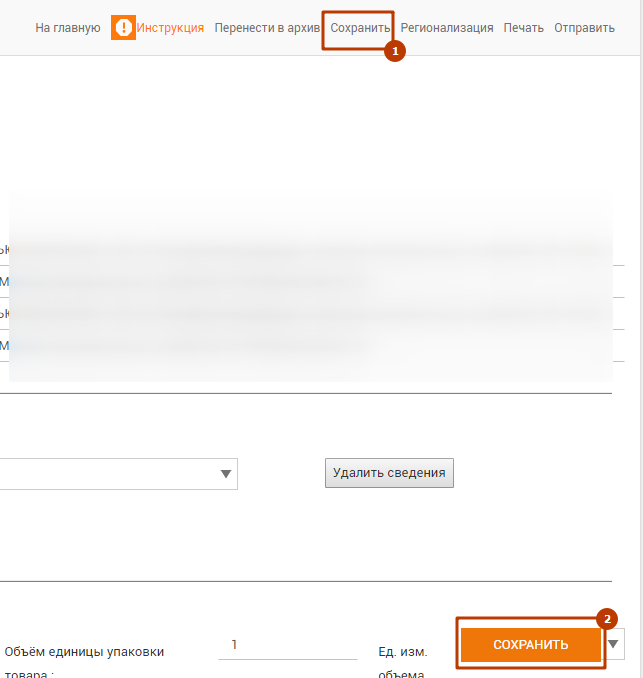 На главную Инструкция Перенести в архив Сохранить Регионализация Печать Отправить
1
Удалить сведения
2
1
СОХРАНИТЬ
Объём единицы упаковки
Ед. изм.
товара :
объема